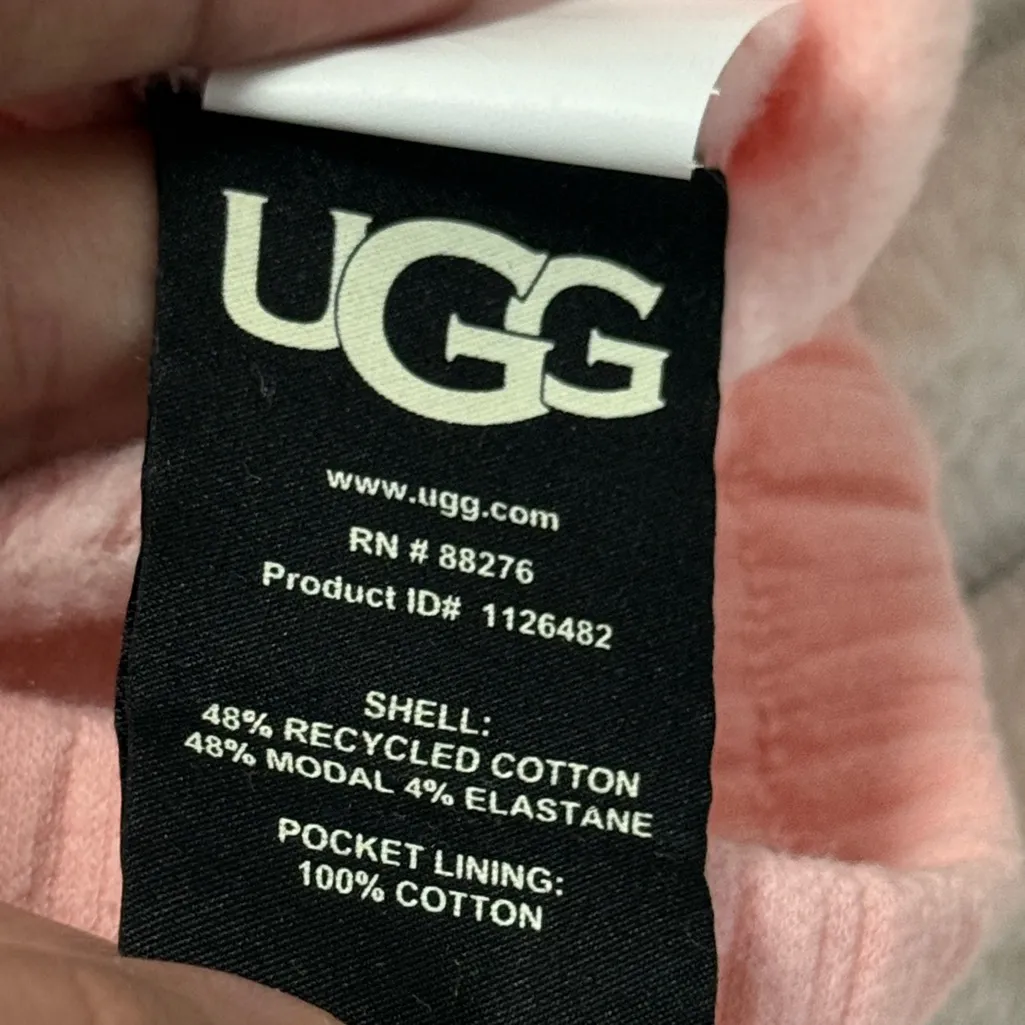 UGG
www.ugg.com
RN # 88276
Product ID# 1126482
SHELL:
48% RECYCLED COTTON
48% MODAL 4% ELASTANE
POCKET LINING:
100% COTTON